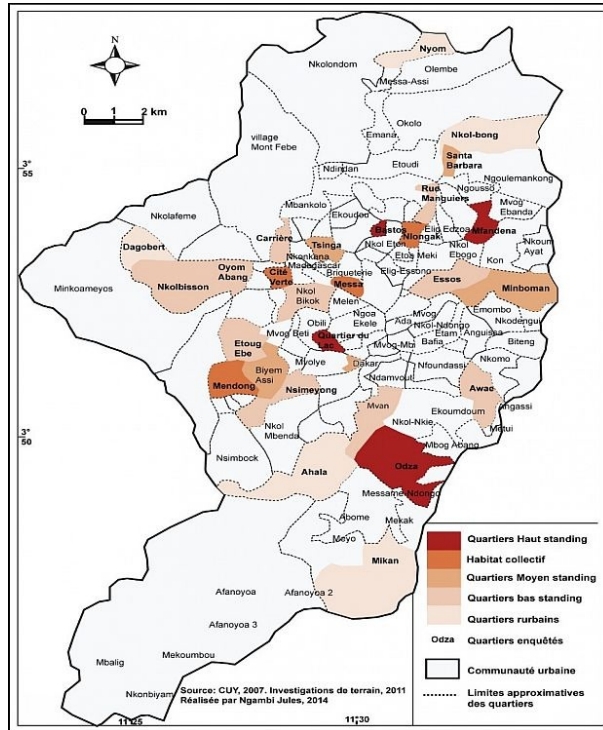 Nyom
Nkolondom
Olembe
Messa-Assi
0 1 2 km
Okolo
Nkol-bong
Emana
village
Mont Febe
Santa
Barbara
3°
55
Etoudi
Ndindan
Ngoulemankong
Rue
Manguiers
Ngousso
Mbankolo
Ekoudou
Mvog
Ebanda
Nkolafeme
Bastos
Nlongak
Elig Edzoa
Mfandena
Dagobert
Carrière
Tsinga
Nkol Eton
Nkoum
Ayat
Nkankana
Etoa Meki
Nkol
Ebogo
Oyom
Abang
Cité
Verte
Madagascar
Kon
Briqueterie
Elig-Essono
Minkoameyos
Nkolbisson
Messa
Essos
Minboman
Nkol
Bikok
Melen
Ngoa
Ekele
Emombo
Obili
Ada
Mvog
Nkol-Ndongo
Nkodengui
Mvog Beti
Quartier du
Lac
Mvog-Mbi
Etam
Bafia
Anguissa
Biteng
Etoug
Ebe
Biyem
Assi
Mvolye
Dakar
Nkomo
Ndamvout
Nfoundassi
Mendong
Nsimeyong
Awae
Mvan
Ekoumdoum
Nkol
Mbenda
Nkol-Nkie
3°
50
Mbog Abang
Nsimbock
Ahala
Odza
Messame-Ndongo
Abome
Meyo
Mekak
Mikan
Afanoyoa
Afanoyoa 2
Afanoyoa 3
Mekoumbou
Mbalig
Nkonbiyam
Quartiers Haut standing
Habitat collectif
Quartiers Moyen standing
Quartiers bas standing
Quartiers rurbains
Odza Quartiers enquêtés
Communauté urbaine
Limites approximatives
des quartiers
Source: CUY, 2007. Investigations de terrain, 2011
Réalisée par Ngambi Jules, 2014
11°25
11°30